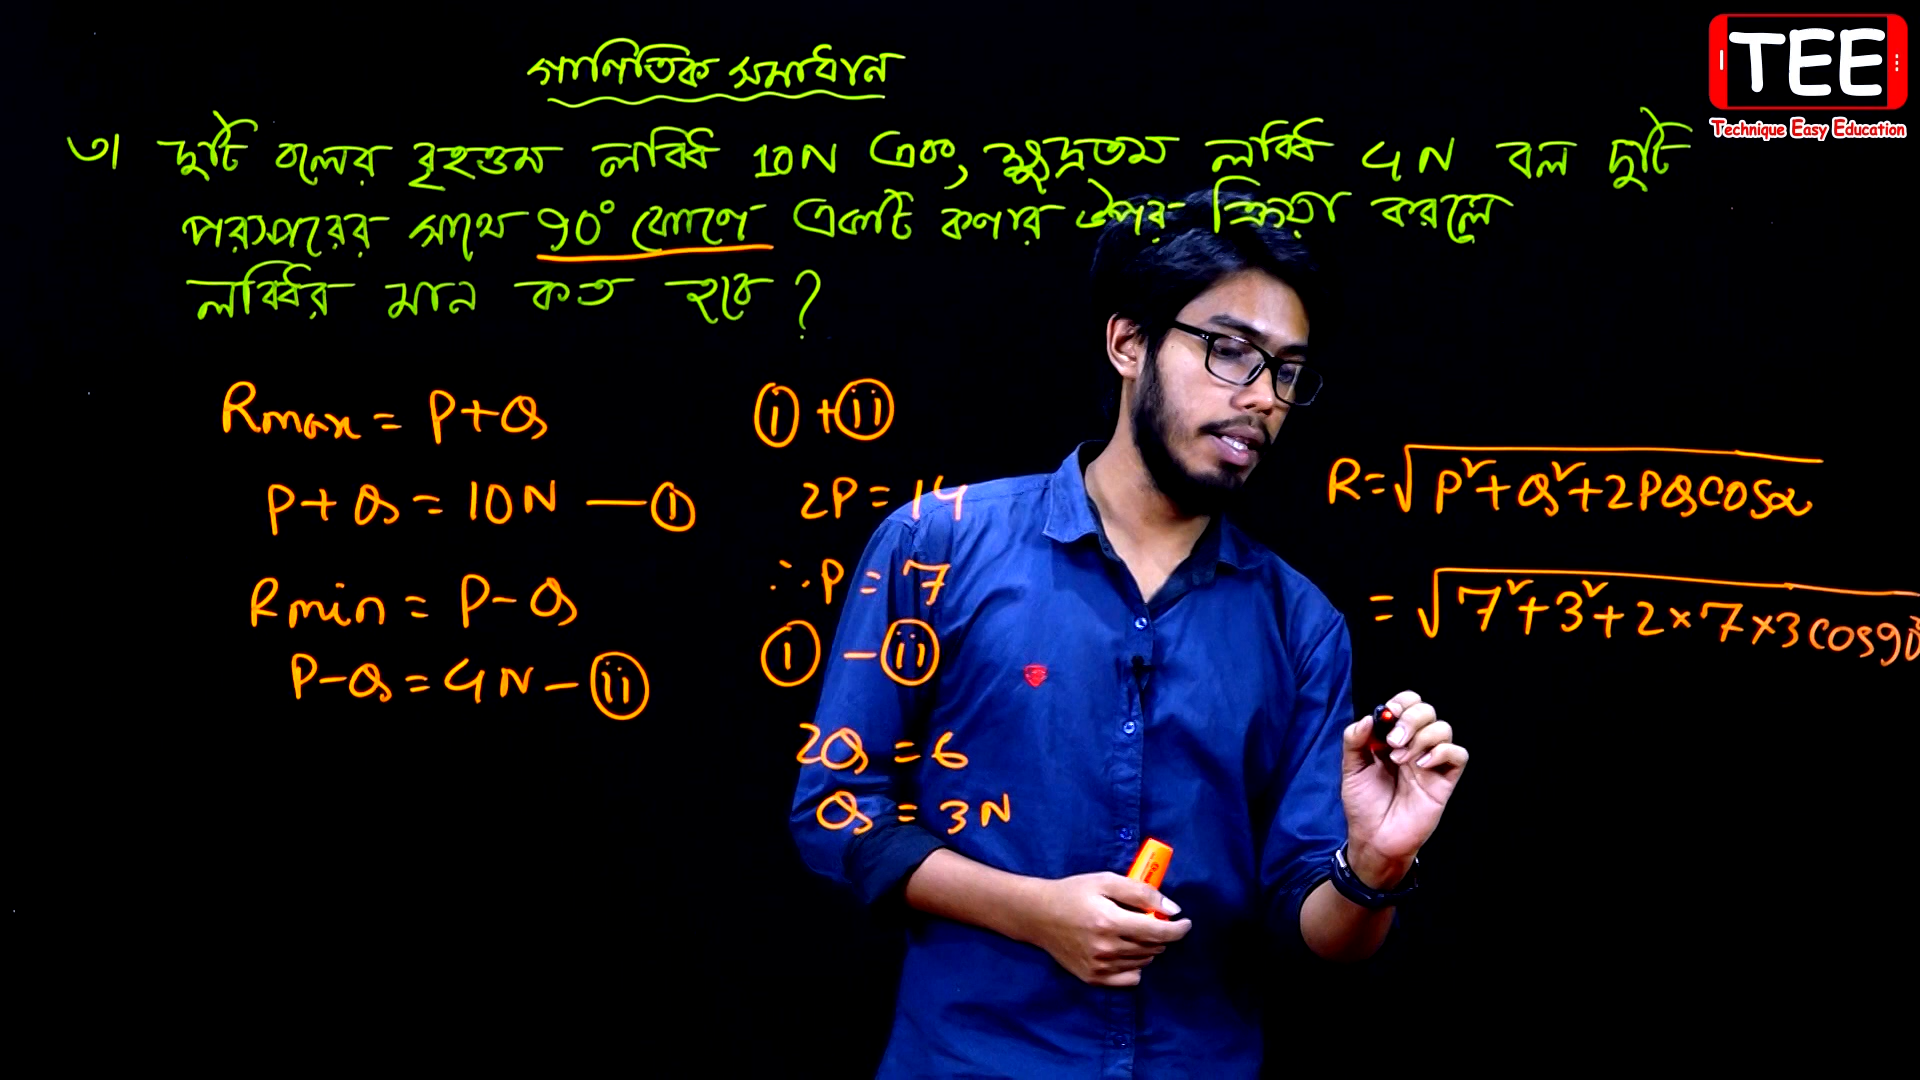 গাণিতিক সমাধান
৩। দুটি বলের বৃহত্তম লব্ধি 10N এবং ক্ষুদ্রতম লব্ধি 4N বল দুটি
পরস্পরের সাথে 90° কোণে একটি কণার উপর ক্রিয়া করলে
লব্ধির মান কত হবে?
Rmax = P+Q
P+Q = 10N — (i)
Rmin = P-Q
P-Q = 4N - (ii)
(i) + (ii)
2P = 14
∴ P = 7
(i) - (ii)
2Q = 6
Q = 3N
R = √P²+Q²+2PQcosα
= √7²+3²+2×7×3cos90°
TEE
Technique Easy Education